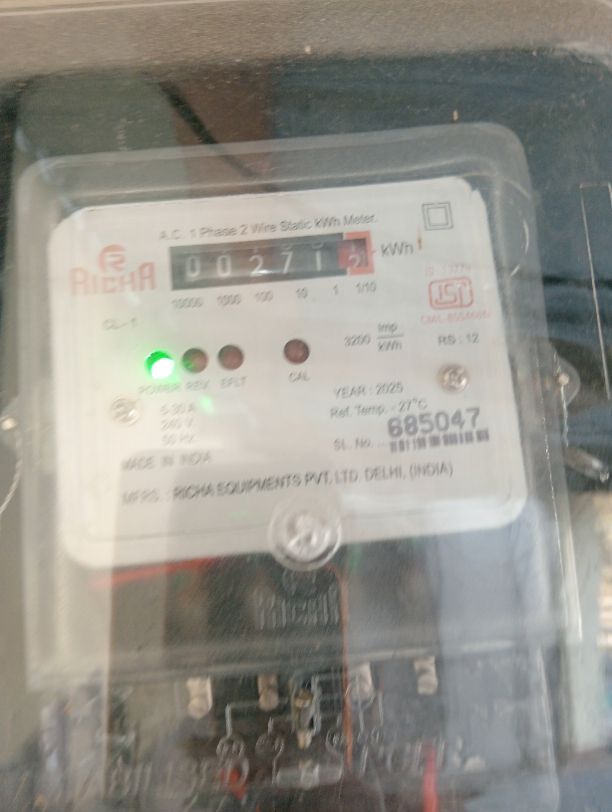 A.C. 1 Phase 2 Wire Static kWh Meter.
RICHA
0 0 2 7 1 2 kWh
10000 1000 100 10 1 1/10
CL-1
3200 Imp/kWh
RS : 12
POWER REV EFLT CAL
YEAR : 2025
Ref. Temp. - 27°C
5-30 A
240 V
50 Hz
685047
SL. No.
MADE IN INDIA
MFRS. : RICHA EQUIPMENTS PVT. LTD. DELHI, (INDIA)
RICHA